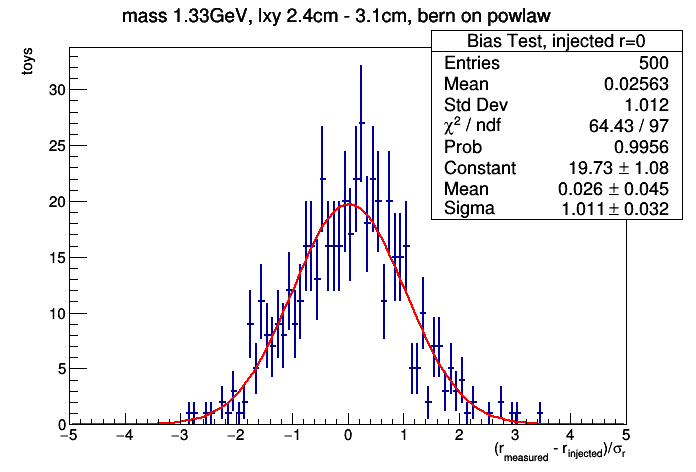 mass 1.33GeV, lxy 2.4cm - 3.1cm, bern on powlaw
toys
Bias Test, injected r=0
Entries 500
Mean 0.02563
Std Dev 1.012
χ² / ndf 64.43 / 97
Prob 0.9956
Constant 19.73 ± 1.08
Mean 0.026 ± 0.045
Sigma 1.011 ± 0.032
30
25
20
15
10
5
0
−5 −4 −3 −2 −1 0 1 2 3 4 5
(r_measured - r_injected)/σ_r